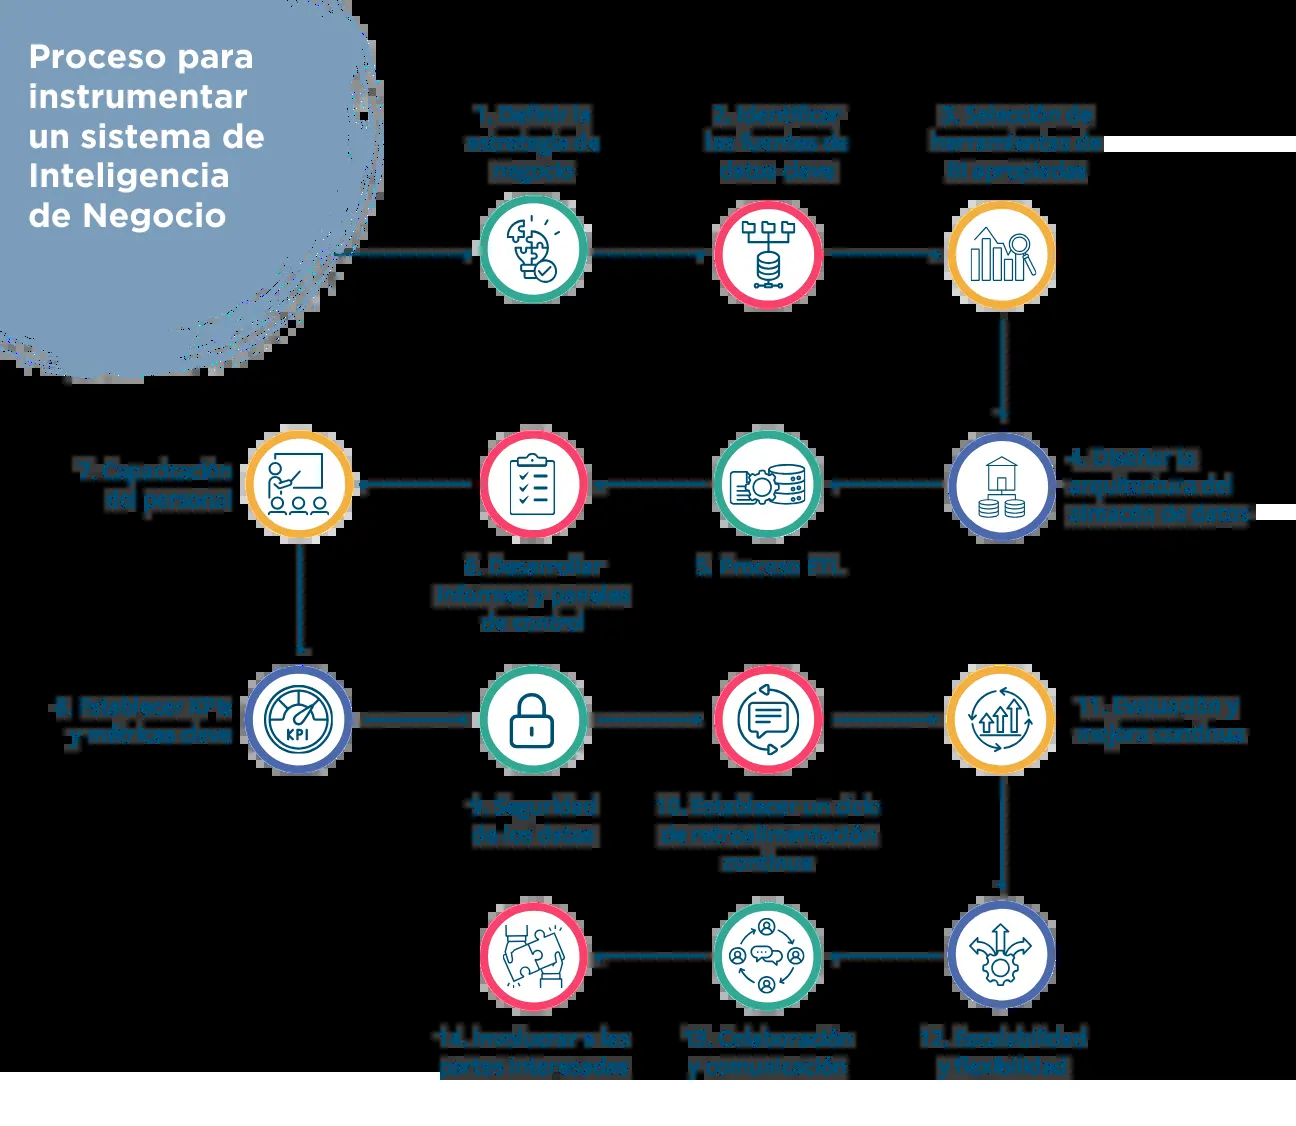 Proceso para
instrumentar
un sistema de
Inteligencia
de Negocio
1. Definir la
estrategia de
negocio
2. Identificar
las fuentes de
datos clave
3. Selección de
herramientas de
BI apropiadas
7. Capacitación
del personal
4. Diseñar la
arquitectura del
almacén de datos
6. Desarrollar
informes y paneles
de control
5. Proceso ETL
8. Establecer KPIs
y métricas clave
KPI
11. Evaluación y
mejora continua
9. Seguridad
de los datos
10. Establecer un ciclo
de retroalimentación
continua
14. Involucrar a las
partes interesadas
13. Colaboración
y comunicación
12. Escalabilidad
y flexibilidad